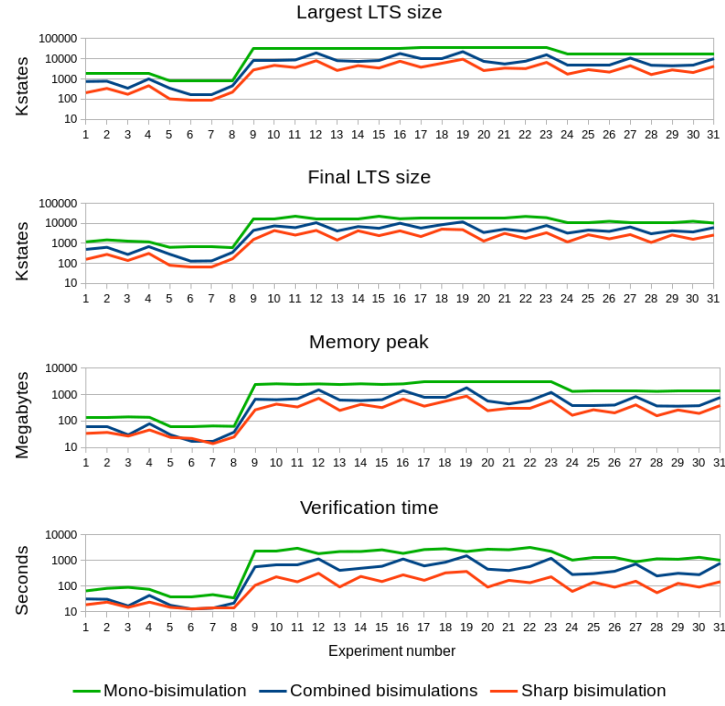 Largest LTS size
Kstates
100000
10000
1000
100
10
1 2 3 4 5 6 7 8 9 10 11 12 13 14 15 16 17 18 19 20 21 22 23 24 25 26 27 28 29 30 31
Final LTS size
Kstates
100000
10000
1000
100
10
1 2 3 4 5 6 7 8 9 10 11 12 13 14 15 16 17 18 19 20 21 22 23 24 25 26 27 28 29 30 31
Memory peak
Megabytes
10000
1000
100
10
1 2 3 4 5 6 7 8 9 10 11 12 13 14 15 16 17 18 19 20 21 22 23 24 25 26 27 28 29 30 31
Verification time
Seconds
10000
1000
100
10
1 2 3 4 5 6 7 8 9 10 11 12 13 14 15 16 17 18 19 20 21 22 23 24 25 26 27 28 29 30 31
Experiment number
Mono-bisimulation Combined bisimulations Sharp bisimulation